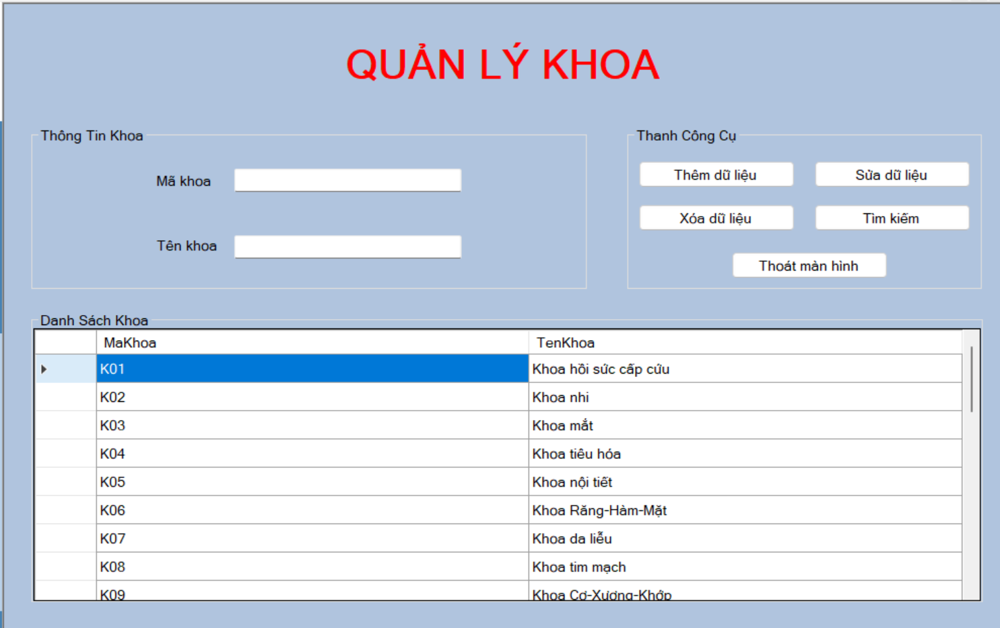 QUẢN LÝ KHOA
Thông Tin Khoa
Mã khoa
Tên khoa
Thanh Công Cụ
Thêm dữ liệu Sửa dữ liệu
Xóa dữ liệu Tìm kiếm
Thoát màn hình
Danh Sách Khoa
MaKhoa TenKhoa
K01 Khoa hồi sức cấp cứu
K02 Khoa nhi
K03 Khoa mắt
K04 Khoa tiêu hóa
K05 Khoa nội tiết
K06 Khoa Răng-Hàm-Mặt
K07 Khoa da liễu
K08 Khoa tim mạch
K09 Khoa Cơ-Xương-Khớp